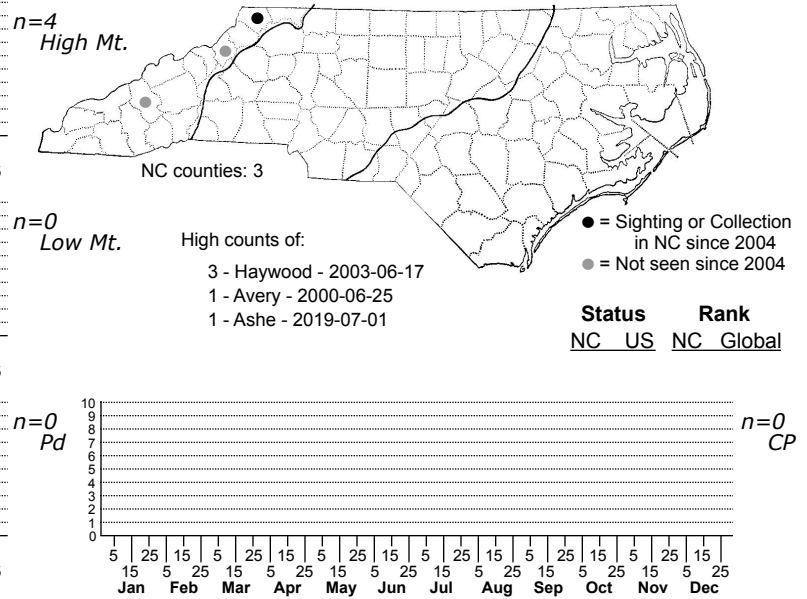 n=4
High Mt.
NC counties: 3
n=0
Low Mt.
High counts of:
3 - Haywood - 2003-06-17
1 - Avery - 2000-06-25
1 - Ashe - 2019-07-01
= Sighting or Collection
in NC since 2004
= Not seen since 2004
Status Rank
NC US NC Global
n=0
Pd
10
9
8
7
6
5
4
3
2
1
0
n=0
CP
5 25 15 5 25 15 5 25 15 5 25 15 5 25 15 5 25 15
15 5 25 15 5 25 15 5 25 15 5 25 15 5 25 15 5 25
Jan Feb Mar Apr May Jun Jul Aug Sep Oct Nov Dec